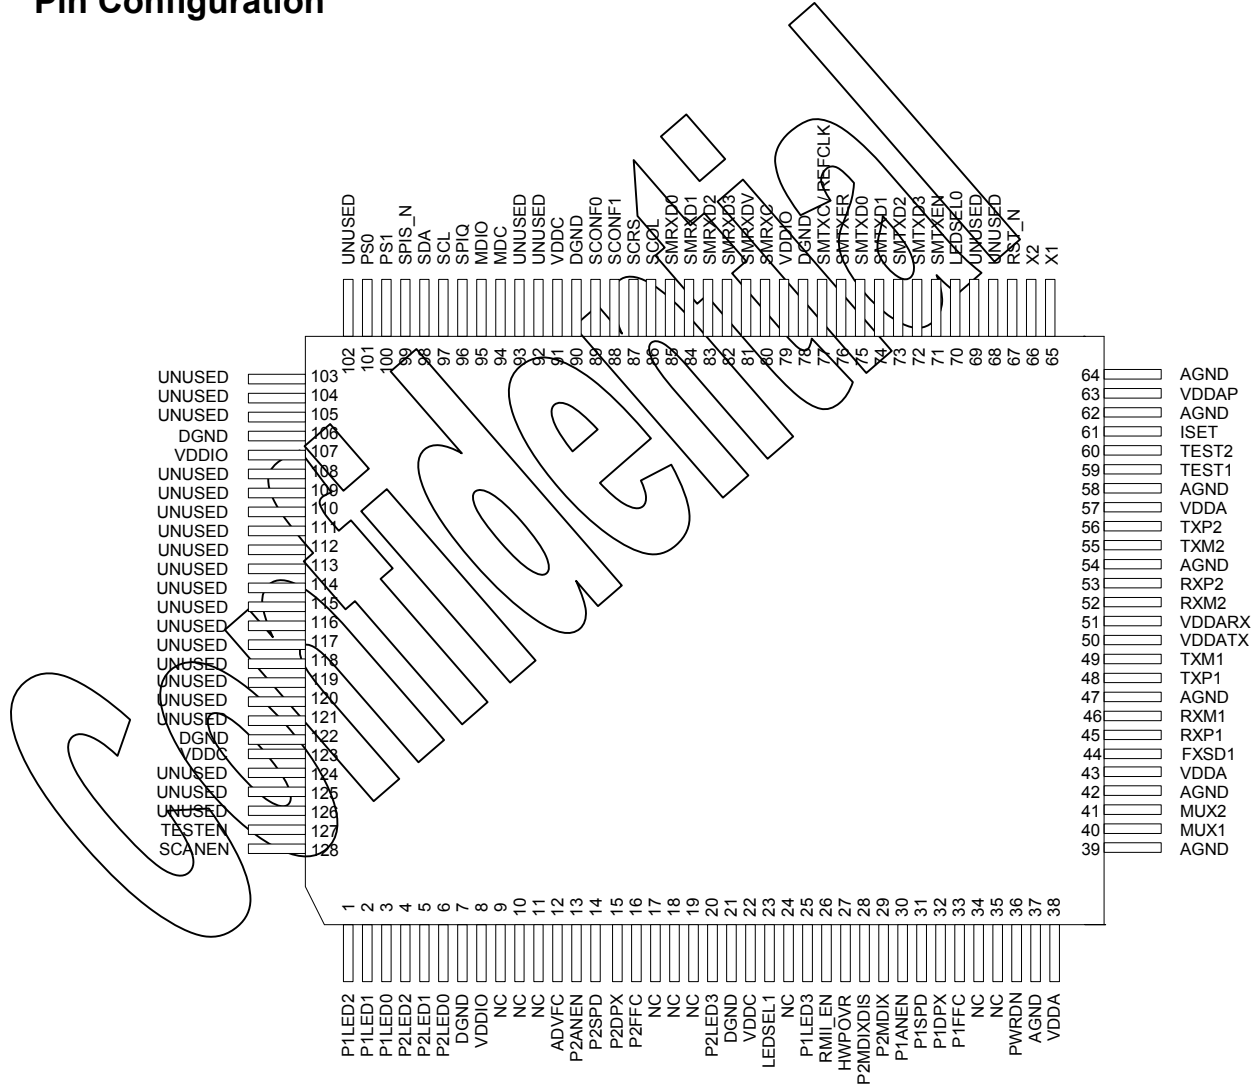 Pin Configuration
Confidential
UNUSED 102
PS0 101
PS1 100
SPIS_N 99
SDA 98
SCL 97
SPIQ 96
MDIO 95
MDC 94
UNUSED 93
UNUSED 92
VDDC 91
DGND 90
SCONF0 89
SCONF1 88
SCRS 87
SCOL 86
SMRXD0 85
SMRXD1 84
SMRXD2 83
SMRXD3 82
SMRXDV 81
SMRXC 80
VDDIO 79
DGND 78
SMTXC/REFCLK 77
SMTXER 76
SMTXD0 75
SMTXD1 74
SMTXD2 73
SMTXD3 72
SMTXEN 71
LEDSEL0 70
UNUSED 69
UNUSED 68
RST_N 67
X2 66
X1 65
UNUSED 103
UNUSED 104
UNUSED 105
DGND 106
VDDIO 107
UNUSED 108
UNUSED 109
UNUSED 110
UNUSED 111
UNUSED 112
UNUSED 113
UNUSED 114
UNUSED 115
UNUSED 116
UNUSED 117
UNUSED 118
UNUSED 119
UNUSED 120
UNUSED 121
DGND 122
VDDC 123
UNUSED 124
UNUSED 125
UNUSED 126
TESTEN 127
SCANEN 128
64 AGND
63 VDDAP
62 AGND
61 ISET
60 TEST2
59 TEST1
58 AGND
57 VDDA
56 TXP2
55 TXM2
54 AGND
53 RXP2
52 RXM2
51 VDDARX
50 VDDATX
49 TXM1
48 TXP1
47 AGND
46 RXM1
45 RXP1
44 FXSD1
43 VDDA
42 AGND
41 MUX2
40 MUX1
39 AGND
1 P1LED2
2 P1LED1
3 P1LED0
4 P2LED2
5 P2LED1
6 P2LED0
7 DGND
8 VDDIO
9 NC
10 NC
11 NC
12 ADVFC
13 P2ANEN
14 P2SPD
15 P2DPX
16 P2FFC
17 NC
18 NC
19 NC
20 P2LED3
21 DGND
22 VDDC
23 LEDSEL1
24 NC
25 P1LED3
26 RMII_EN
27 HWPOVR
28 P2MDIXDIS
29 P2MDIX
30 P1ANEN
31 P1SPD
32 P1DPX
33 P1FFC
34 NC
35 NC
36 PWRDN
37 AGND
38 VDDA